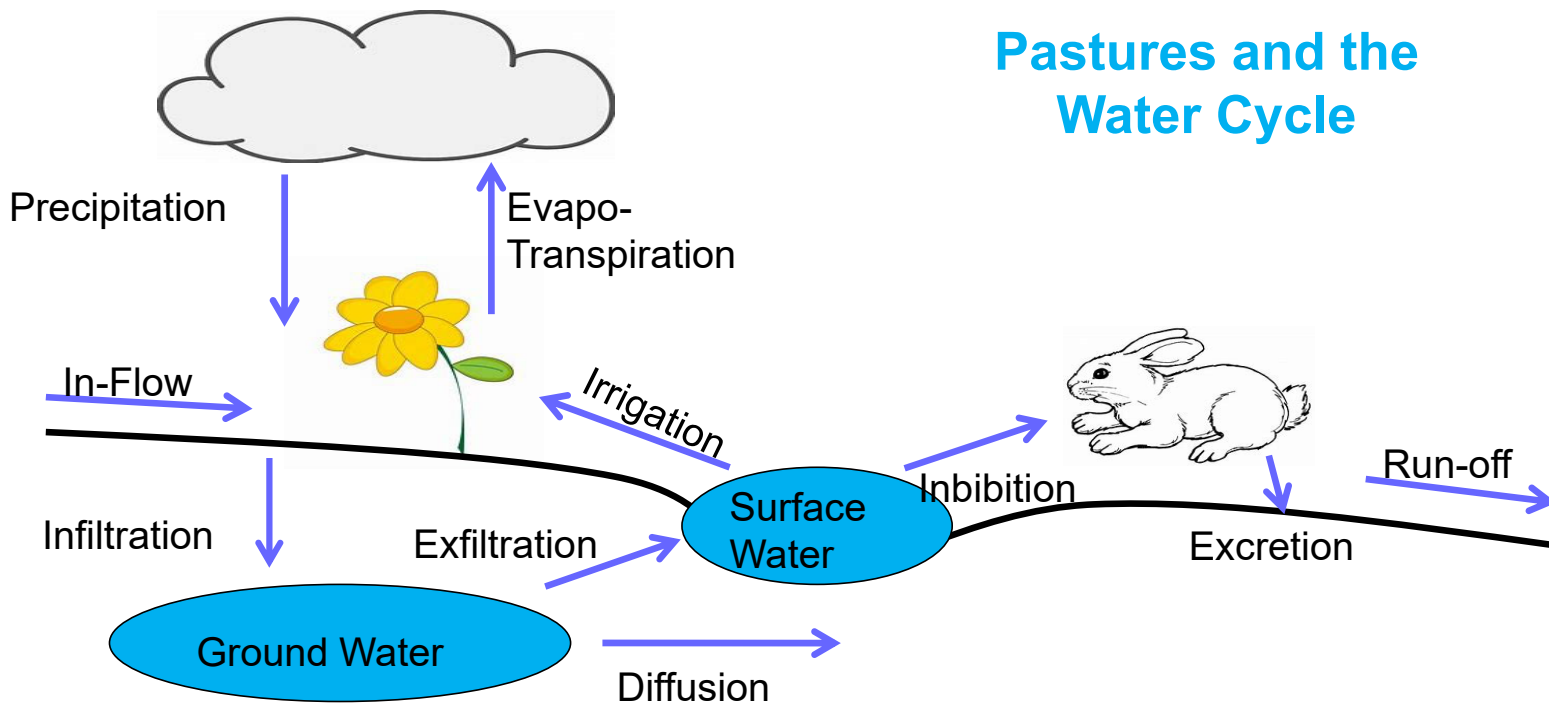 Pastures and the
Water Cycle
Precipitation
Evapo-
Transpiration
In-Flow
Irrigation
Run-off
Inbibition
Surface
Water
Infiltration
Exfiltration
Excretion
Ground Water
Diffusion